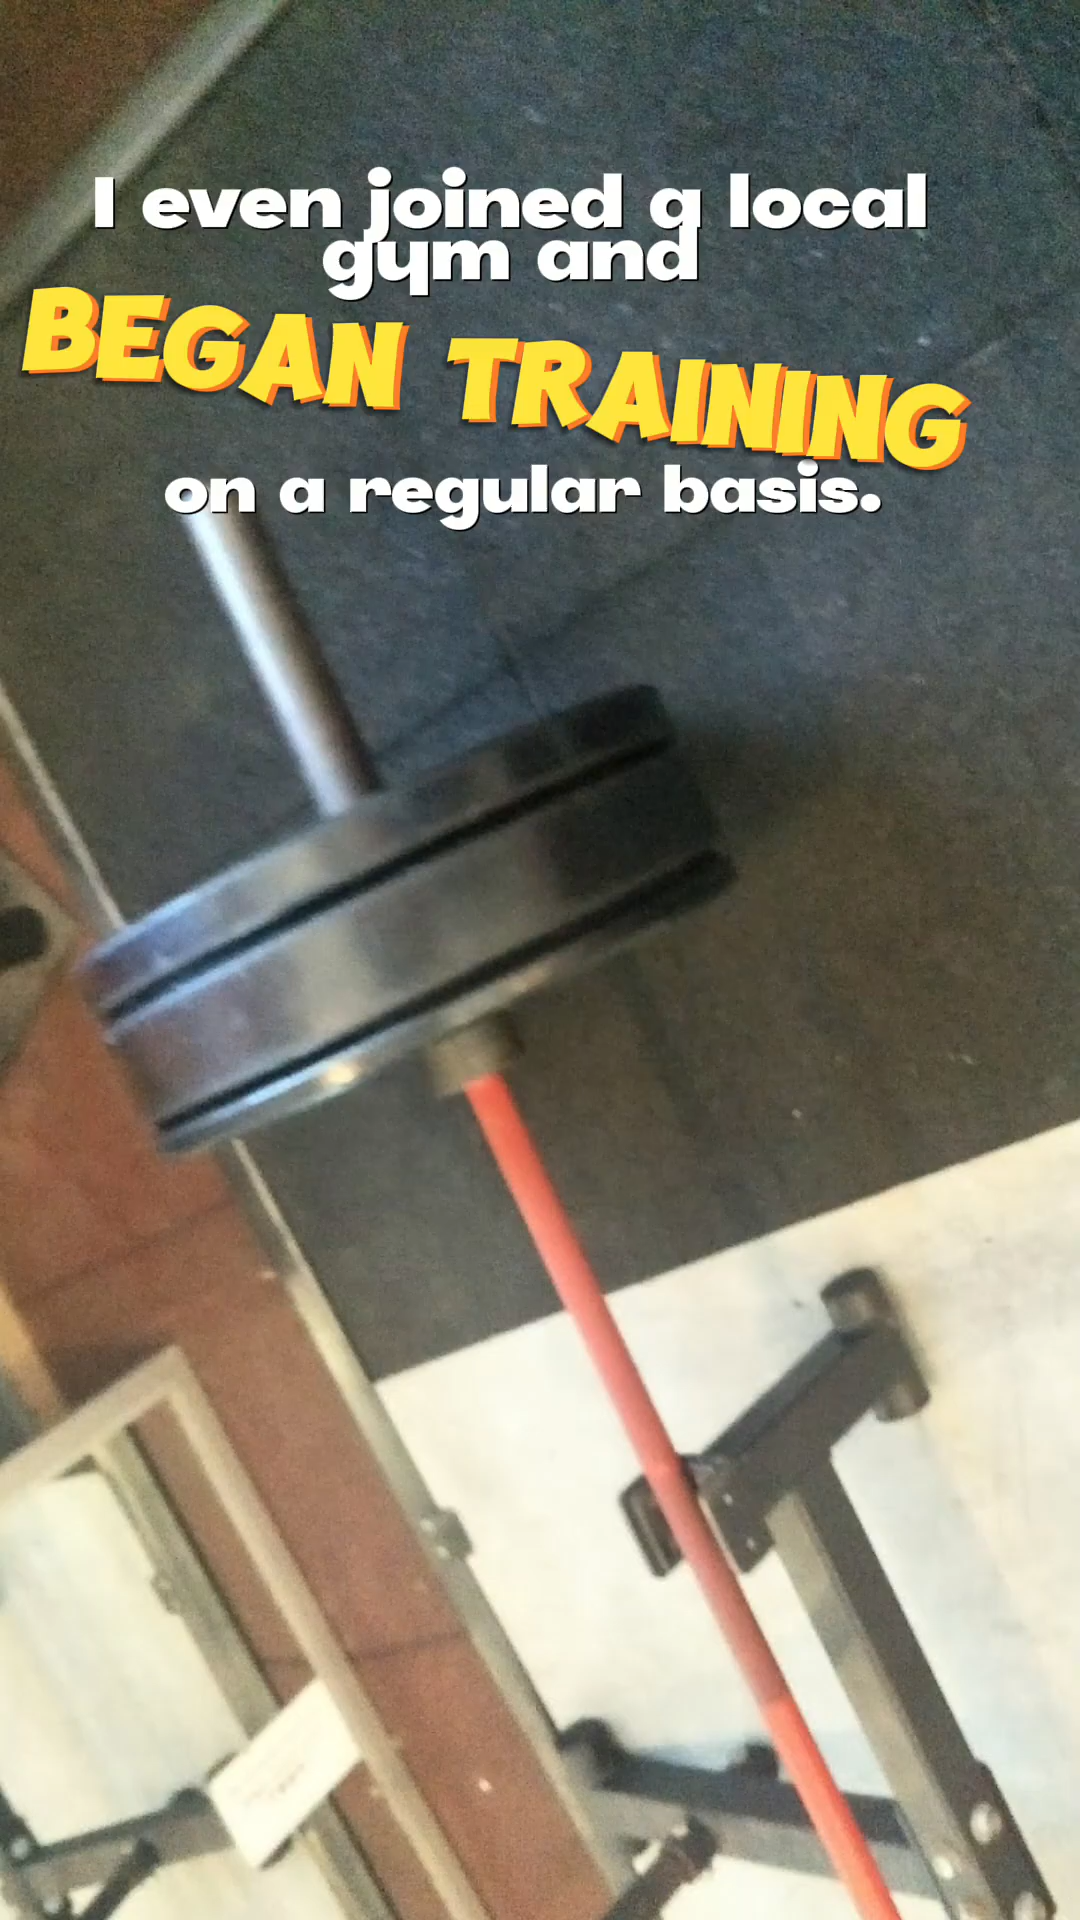 I even joined a local
gym and
BEGAN TRAINING
on a regular basis.